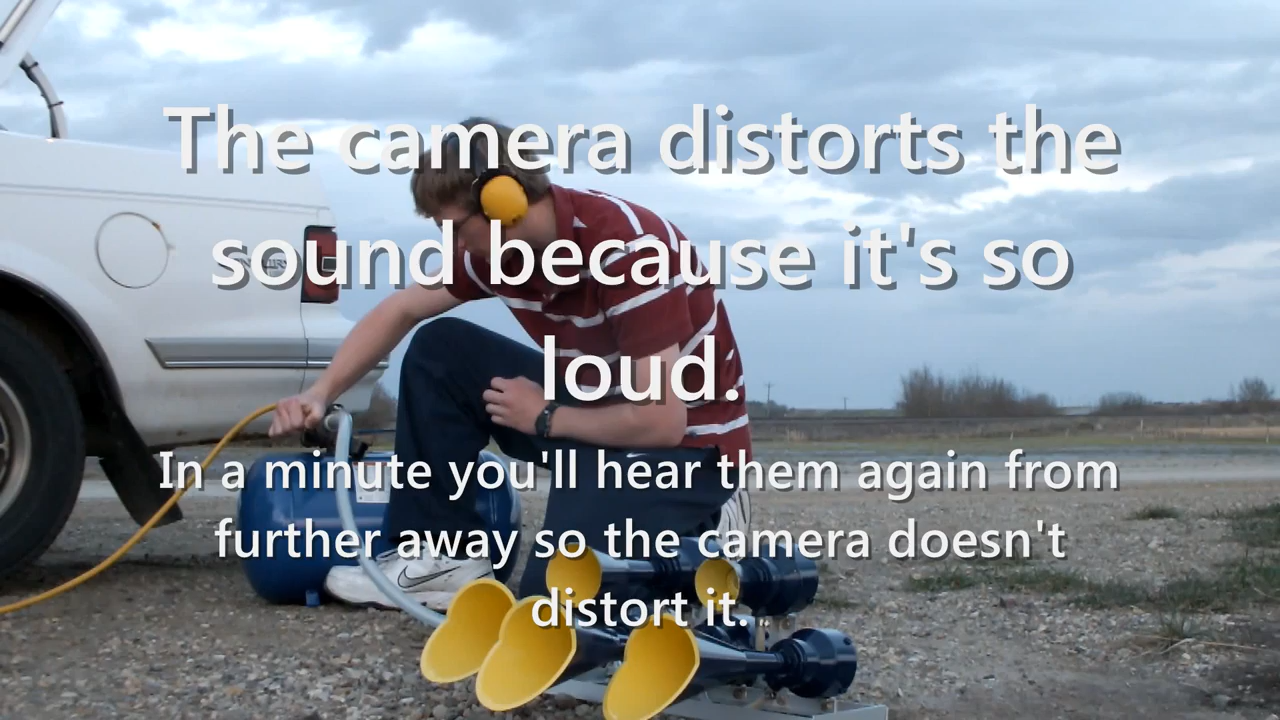 The camera distorts the
sound because it's so
loud.
In a minute you'll hear them again from
further away so the camera doesn't
distort it.